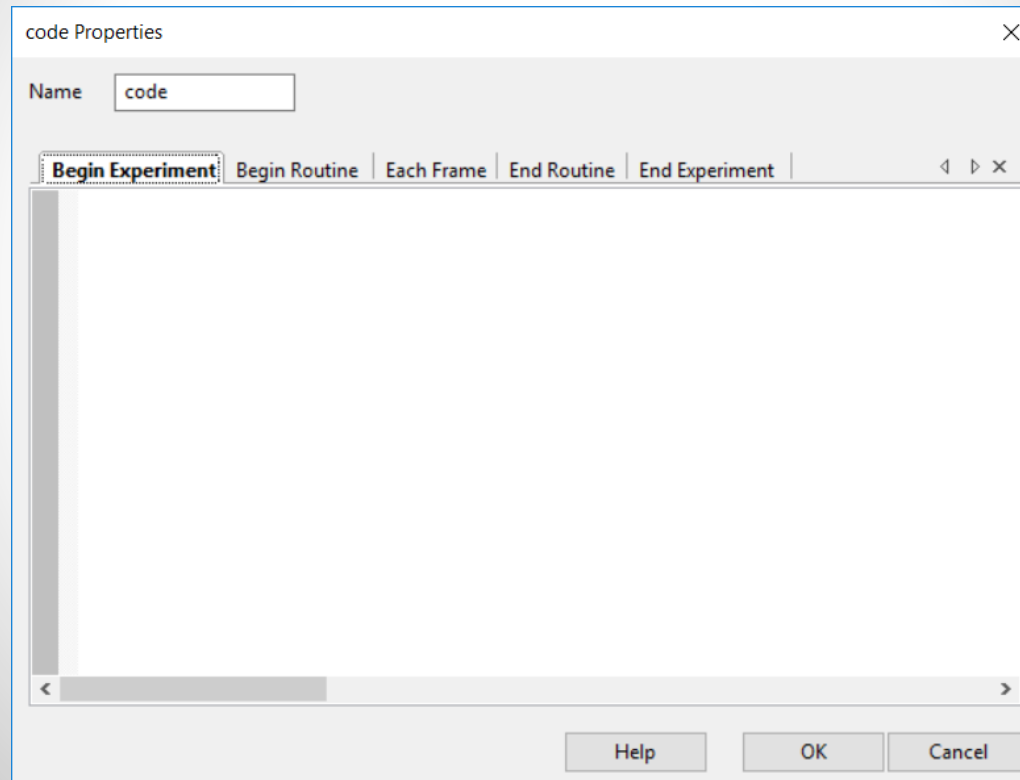 code Properties
Name code
Begin Experiment Begin Routine Each Frame End Routine End Experiment
Help OK Cancel